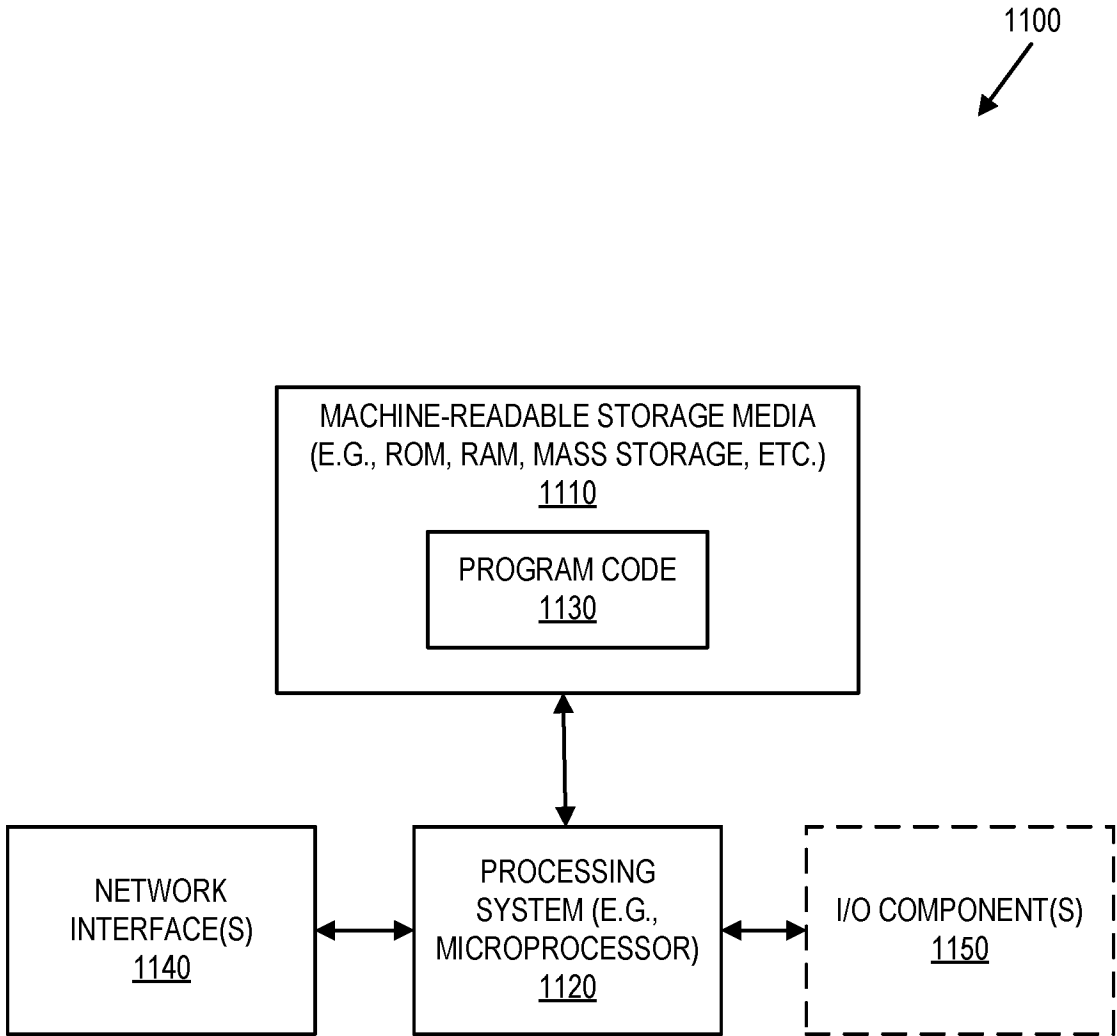 1100
MACHINE-READABLE STORAGE MEDIA
(E.G., ROM, RAM, MASS STORAGE, ETC.)
1110
PROGRAM CODE
1130
NETWORK
INTERFACE(S)
1140
PROCESSING
SYSTEM (E.G.,
MICROPROCESSOR)
1120
I/O COMPONENT(S)
1150